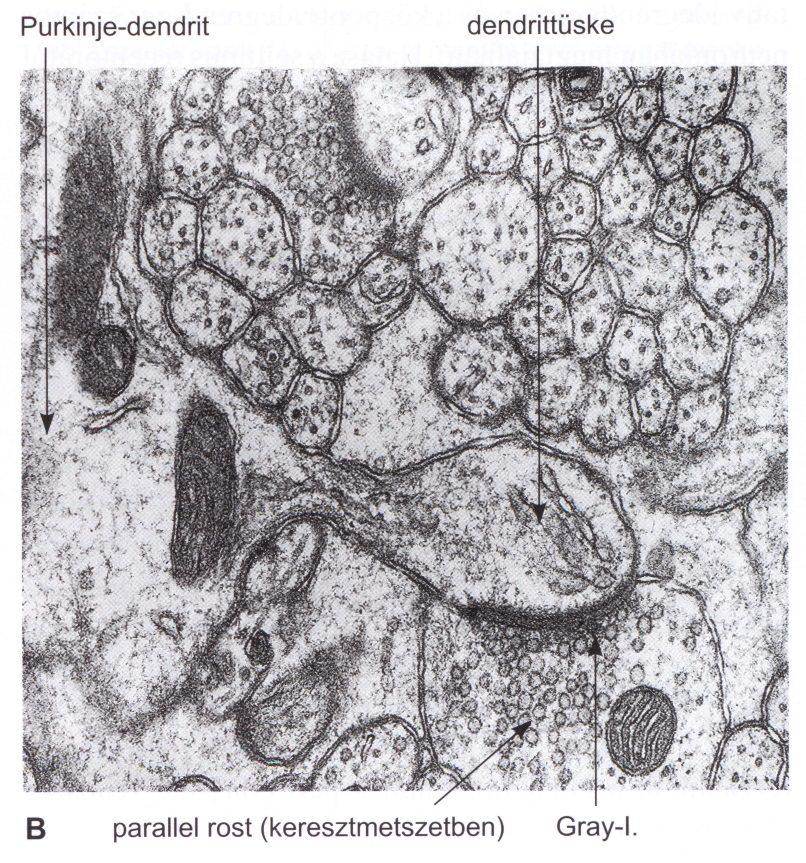 Purkinje-dendrit
dendrittüske
B
parallel rost (keresztmetszetben)
Gray-I.